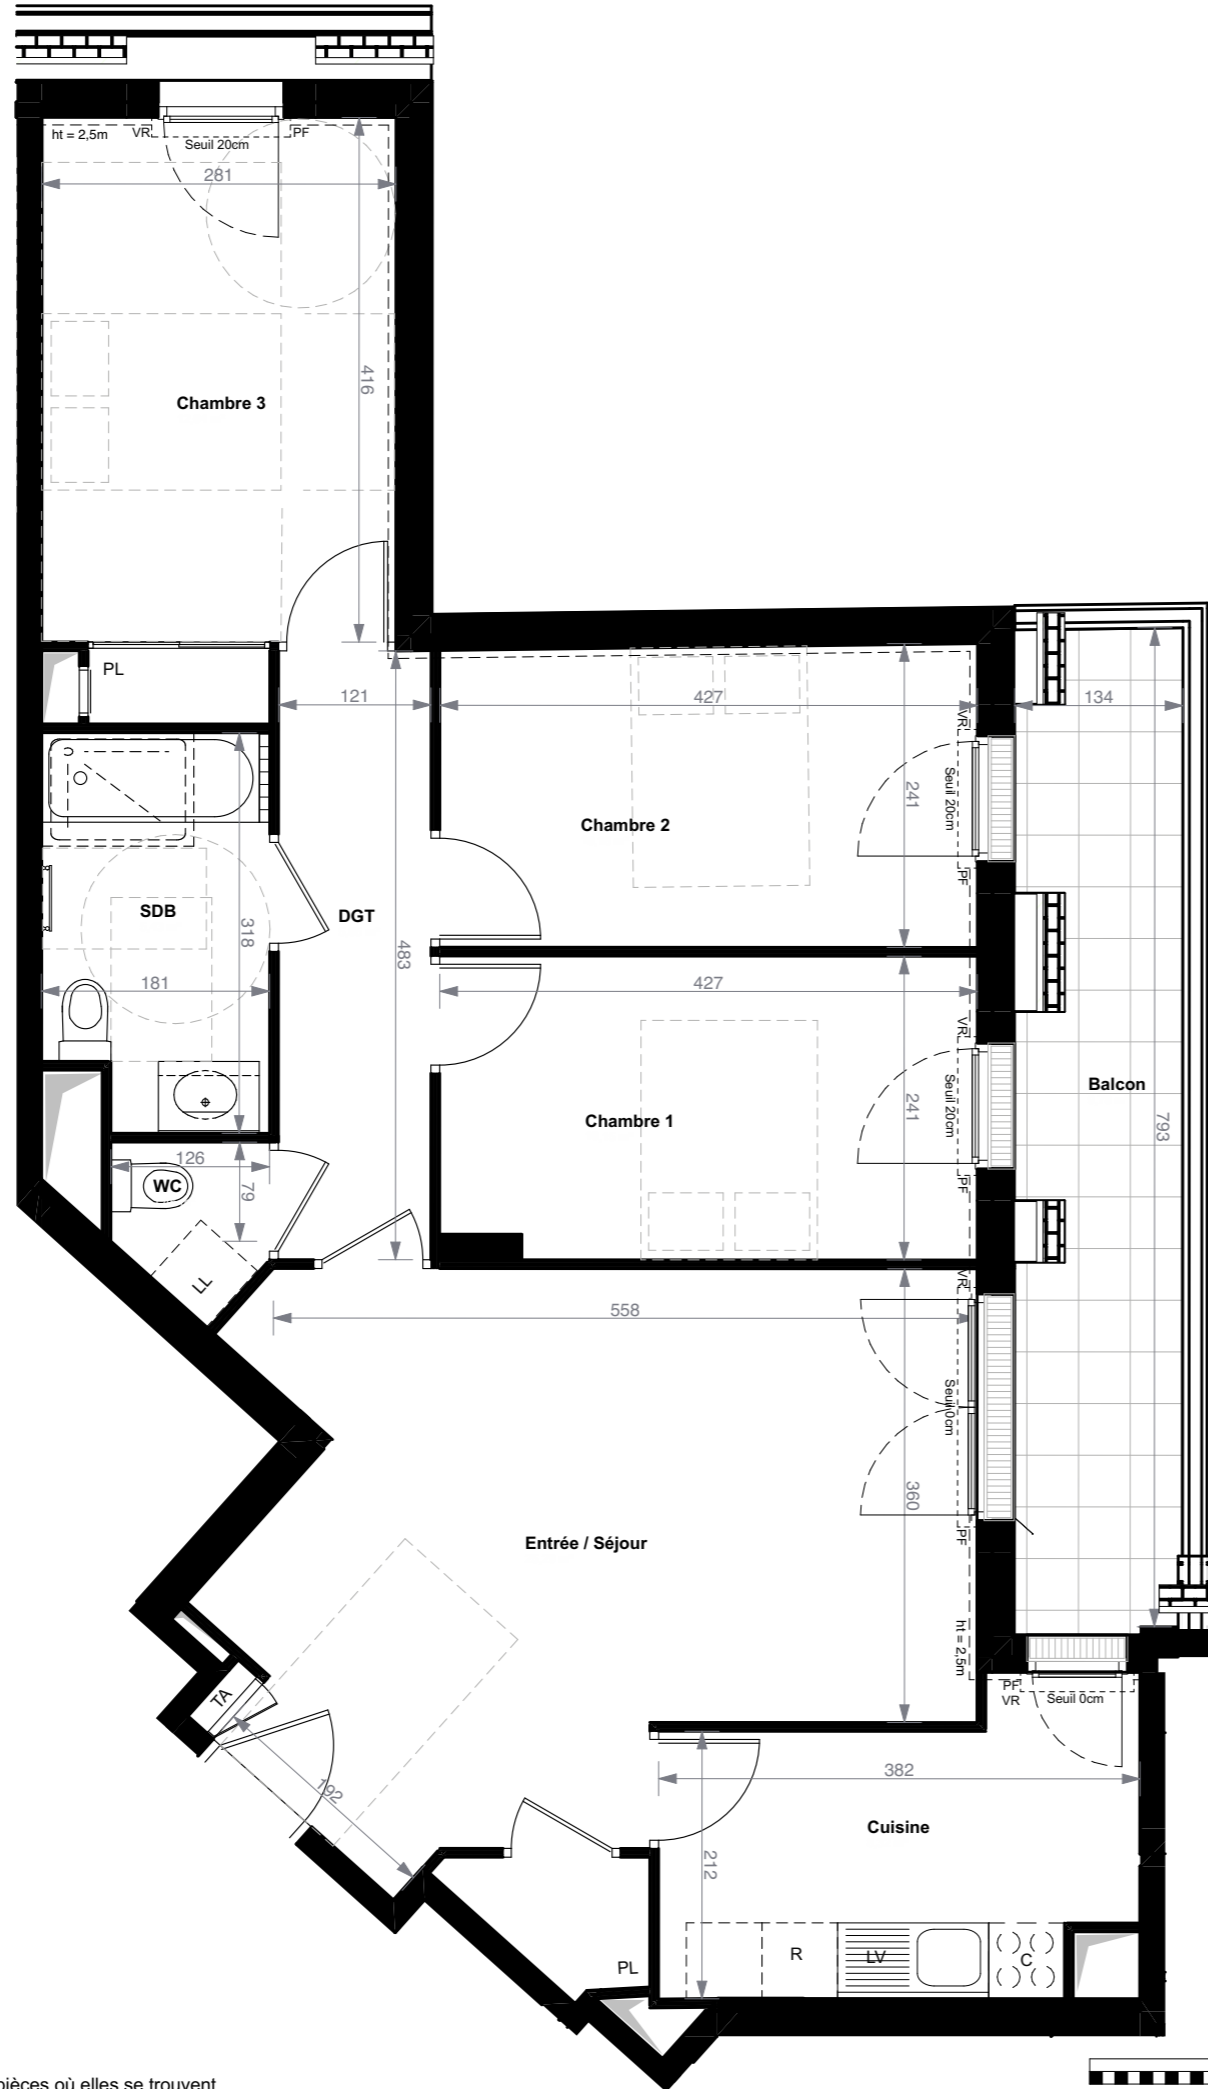 ht = 2,5m
VR
PF
Seuil 20cm
281
416
Chambre 3
PL
121
427
134
VR
Seuil 20cm
241
Chambre 2
PF
SDB
318
DGT
483
181
427
VR
Seuil 20cm
241
Chambre 1
PF
Balcon
793
126
WC
79
LL
VR
558
Seuil 0cm
360
PF
Entrée / Séjour
ht = 2,5m
TA
PF
VR
Seuil 0cm
192
382
Cuisine
212
PL
R
LV
C
pièces où elles se trouvent